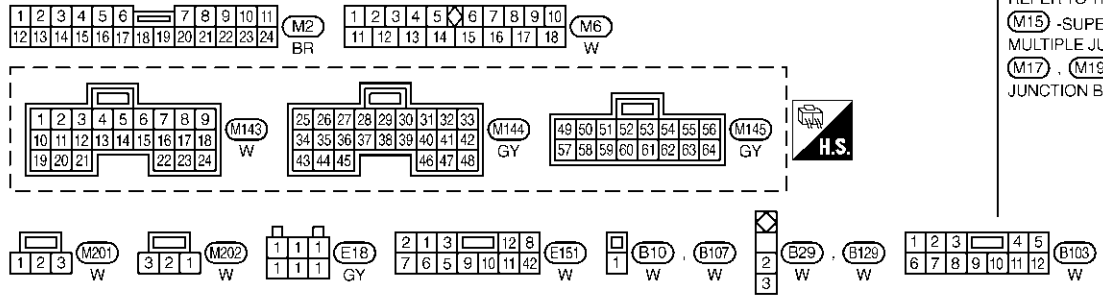 1 2 3 4 5 6 7 8 9 10 11
12 13 14 15 16 17 18 19 20 21 22 23 24
M2
BR
1 2 3 4 5 6 7 8 9 10
11 12 13 14 15 16 17 18
M6
W
M15 -SUPE
MULTIPLE JU
M17 , M19
JUNCTION B
1 2 3 4 5 6 7 8 9
10 11 12 13 14 15 16 17 18
19 20 21 22 23 24
M143
W
25 26 27 28 29 30 31 32 33
34 35 36 37 38 39 40 41 42
43 44 45 46 47 48
M144
GY
49 50 51 52 53 54 55 56
57 58 59 60 61 62 63 64
M145
GY
H.S.
1 2 3
M201
W
3 2 1
M202
W
1 1 1
1 1 1
E18
GY
2 1 3 12 8
7 6 5 9 10 11 42
E151
W
1
B10 , B107
W W
2
3
B29 , B129
W W
1 2 3 4 5
6 7 8 9 10 11 12
B103
W